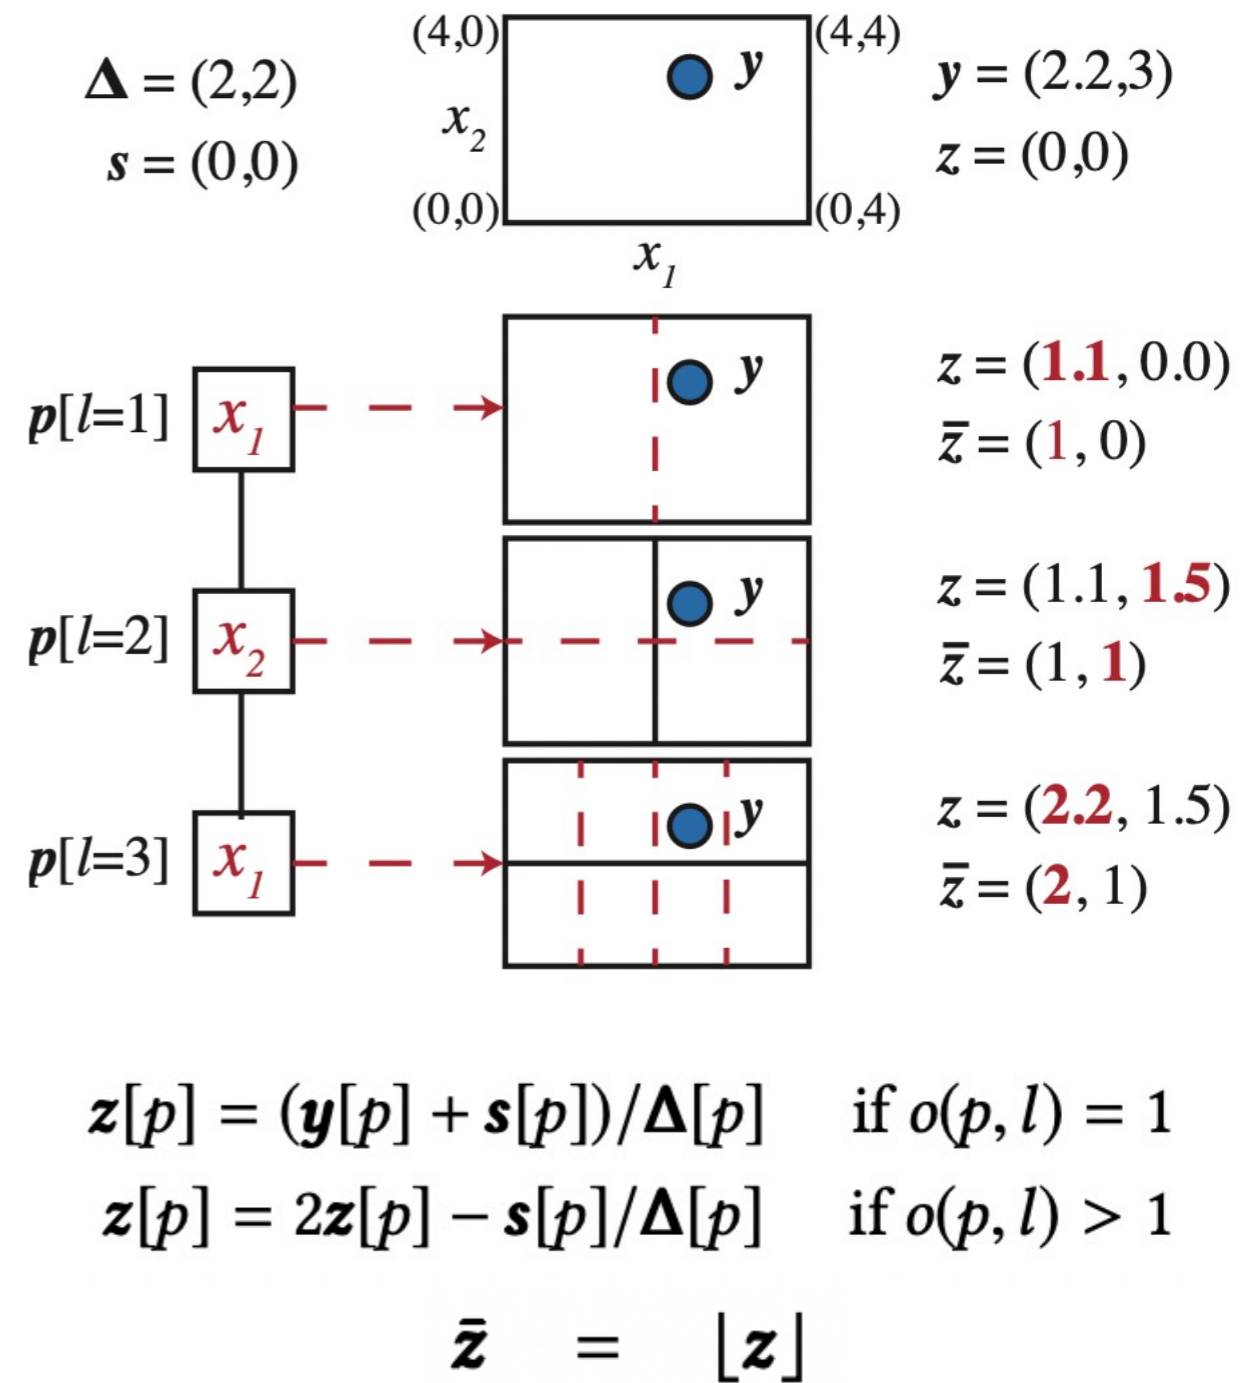 Δ = (2,2)
s = (0,0)
(4,0)
(4,4)
x₂
y
(0,0)
(0,4)
x₁
y = (2.2,3)
z = (0,0)
p[l=1]
x₁
y
z = (1.1, 0.0)
z̄ = (1, 0)
p[l=2]
x₂
y
z = (1.1, 1.5)
z̄ = (1, 1)
p[l=3]
x₁
y
z = (2.2, 1.5)
z̄ = (2, 1)
z[p] = (y[p] + s[p])/Δ[p] if o(p, l) = 1
z[p] = 2z[p] − s[p]/Δ[p] if o(p, l) > 1
z̄ = ⌊z⌋